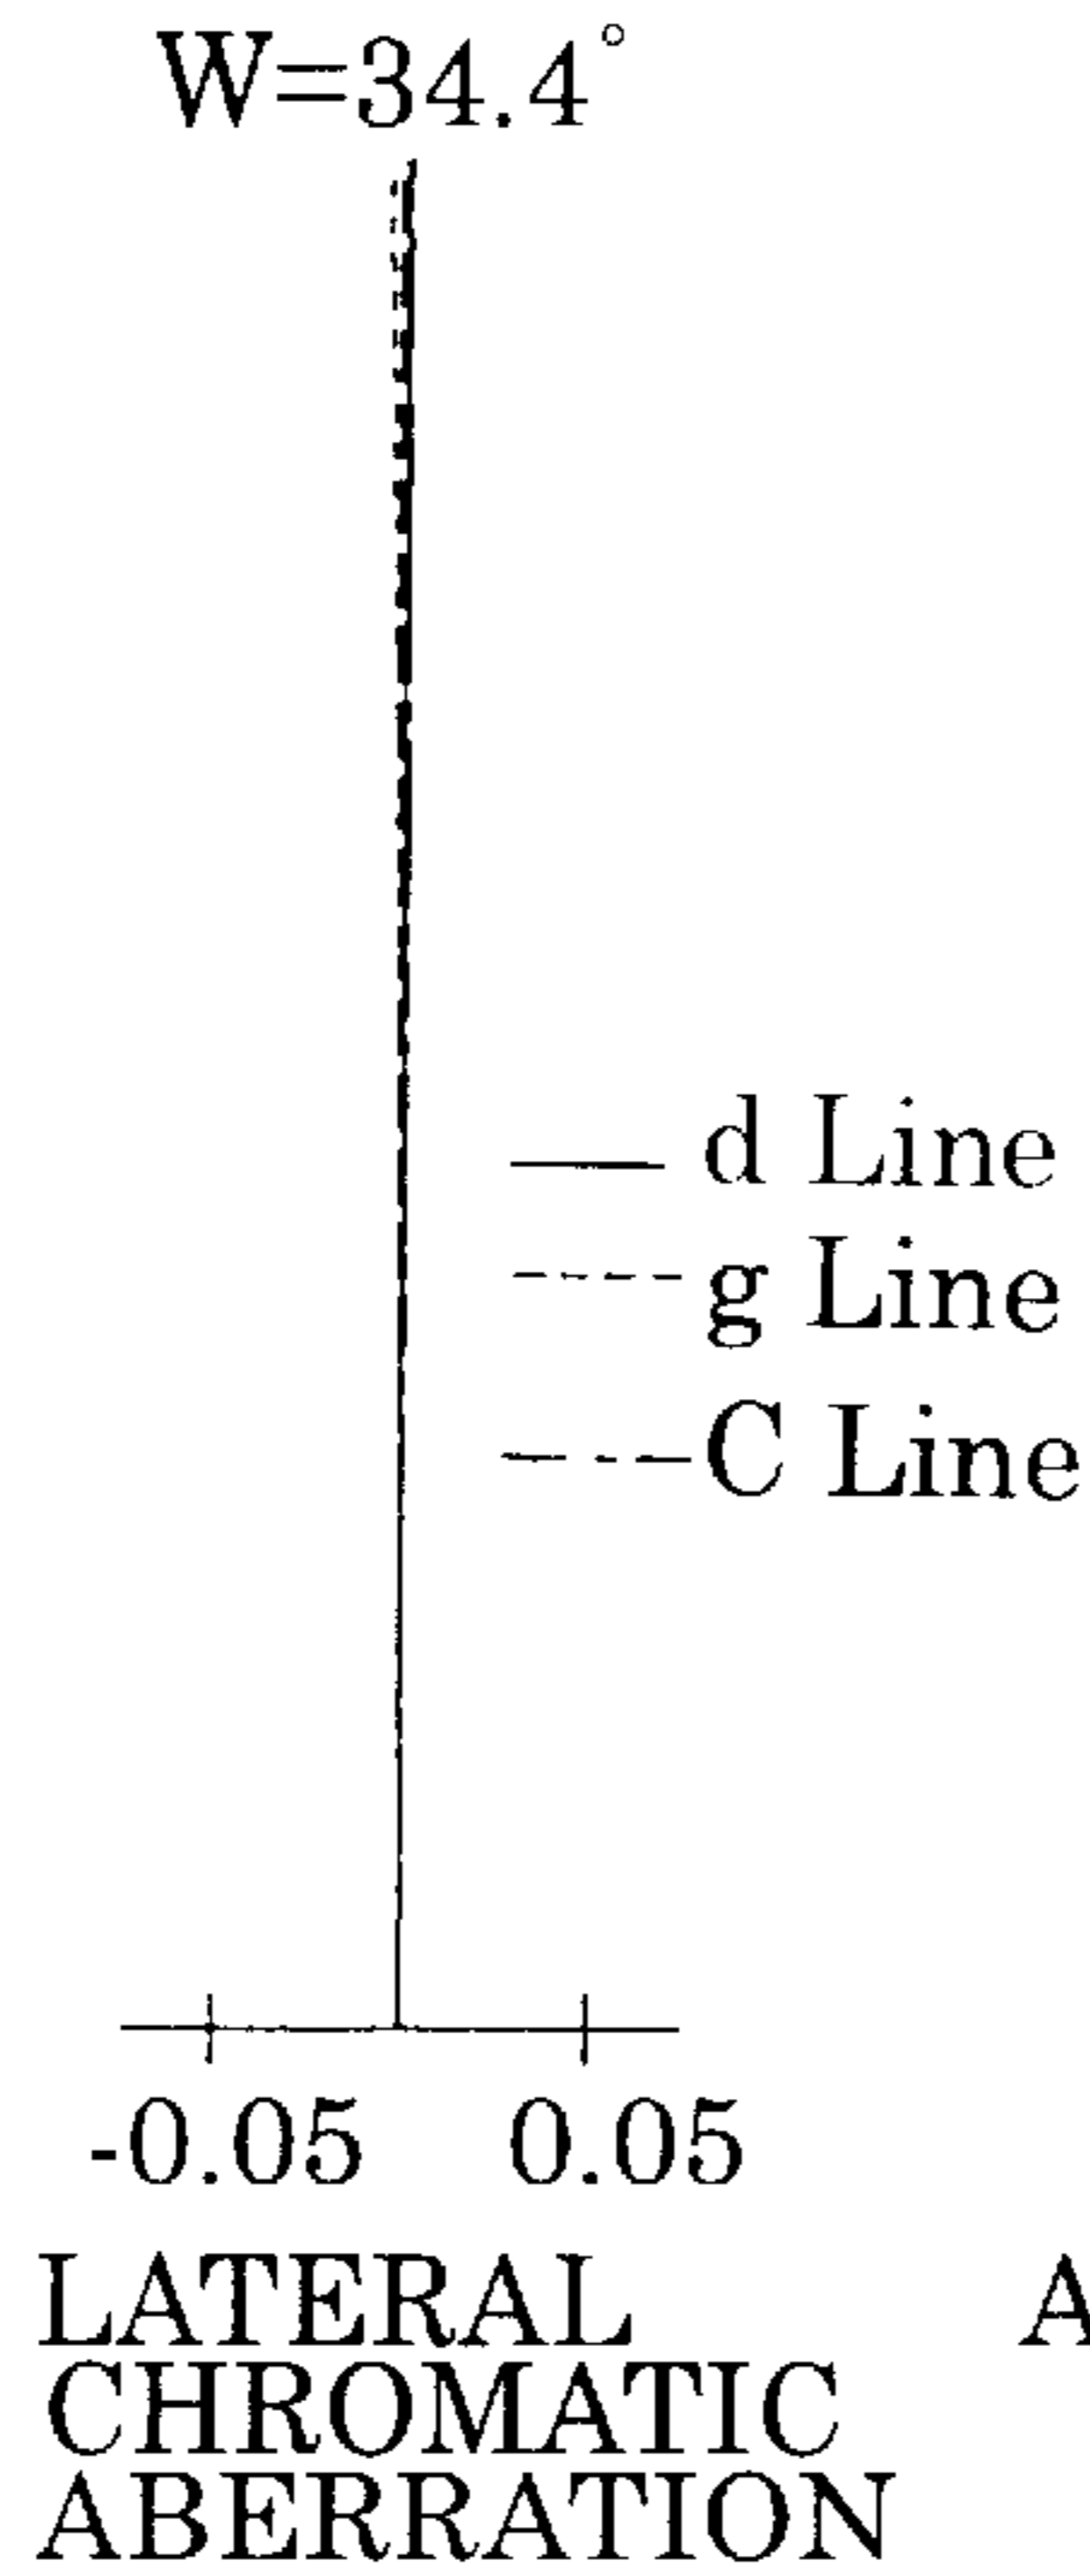 W=34.4°
d Line
g Line
C Line
-0.05 0.05
LATERAL
CHROMATIC
ABERRATION
A